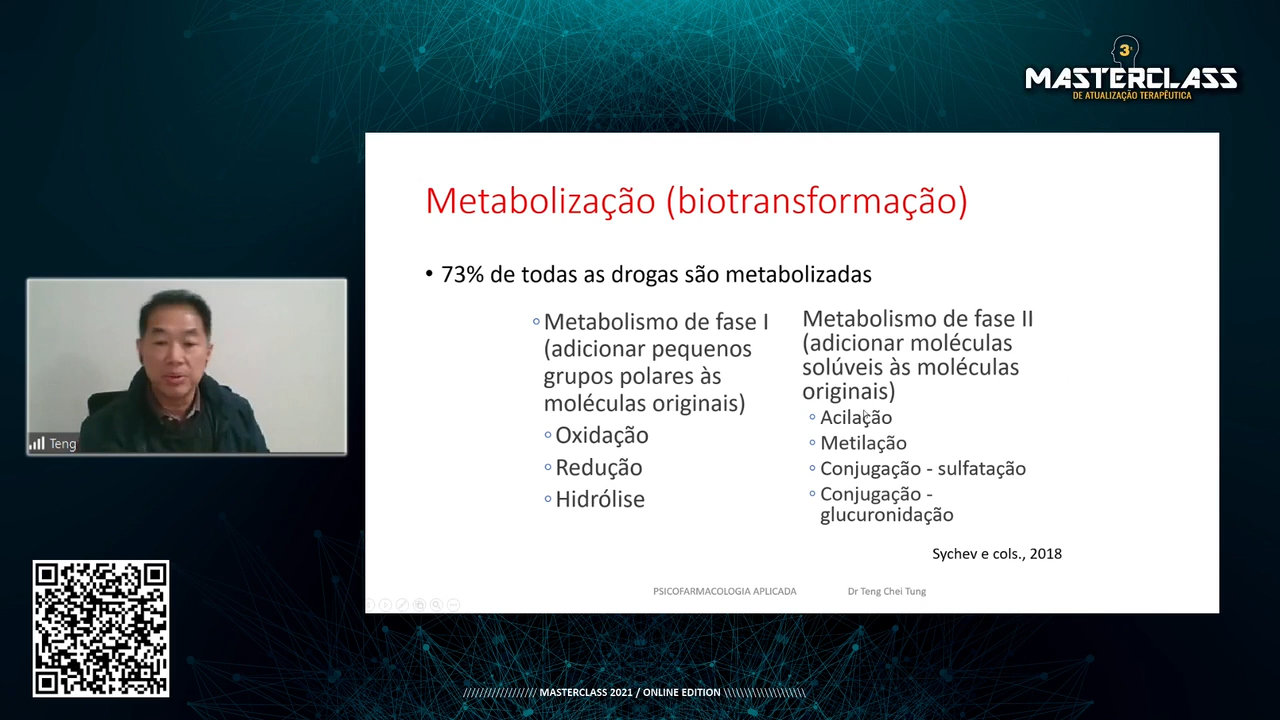 3ª
MASTERCLASS
DE ATUALIZAÇÃO TERAPÊUTICA
Metabolização (biotransformação)
• 73% de todas as drogas são metabolizadas
Metabolismo de fase I
(adicionar pequenos
grupos polares às
moléculas originais)
Oxidação
Redução
Hidrólise
Metabolismo de fase II
(adicionar moléculas
solúveis às moléculas
originais)
Acilação
Metilação
Conjugação - sulfatação
Conjugação -
glucuronidação
Sychev e cols., 2018
PSICOFARMACOLOGIA APLICADA Dr Teng Chei Tung
Teng
////////////////// MASTERCLASS 2021 / ONLINE EDITION \\\\\\\\\\\\\\\\\\